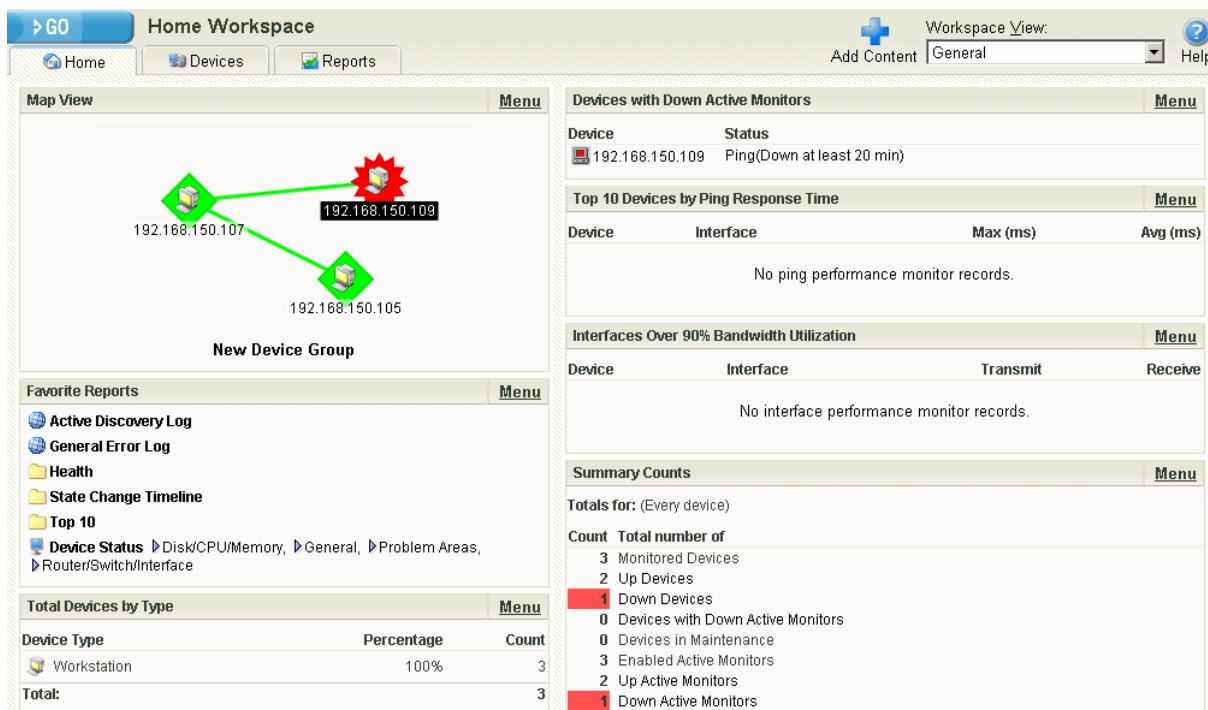 GO
Home Workspace
Add Content
Workspace View:
General
Help
Home
Devices
Reports
Map View Menu
192.168.150.109
192.168.150.107
192.168.150.105
New Device Group
Favorite Reports Menu
Active Discovery Log
General Error Log
Health
State Change Timeline
Top 10
Device Status Disk/CPU/Memory, General, Problem Areas,
Router/Switch/Interface
Total Devices by Type Menu
Device Type Percentage Count
Workstation 100% 3
Total: 3
Devices with Down Active Monitors Menu
Device Status
192.168.150.109 Ping(Down at least 20 min)
Top 10 Devices by Ping Response Time Menu
Device Interface Max (ms) Avg (ms)
No ping performance monitor records.
Interfaces Over 90% Bandwidth Utilization Menu
Device Interface Transmit Receive
No interface performance monitor records.
Summary Counts Menu
Totals for: (Every device)
Count Total number of
3 Monitored Devices
2 Up Devices
1 Down Devices
0 Devices with Down Active Monitors
0 Devices in Maintenance
3 Enabled Active Monitors
2 Up Active Monitors
1 Down Active Monitors